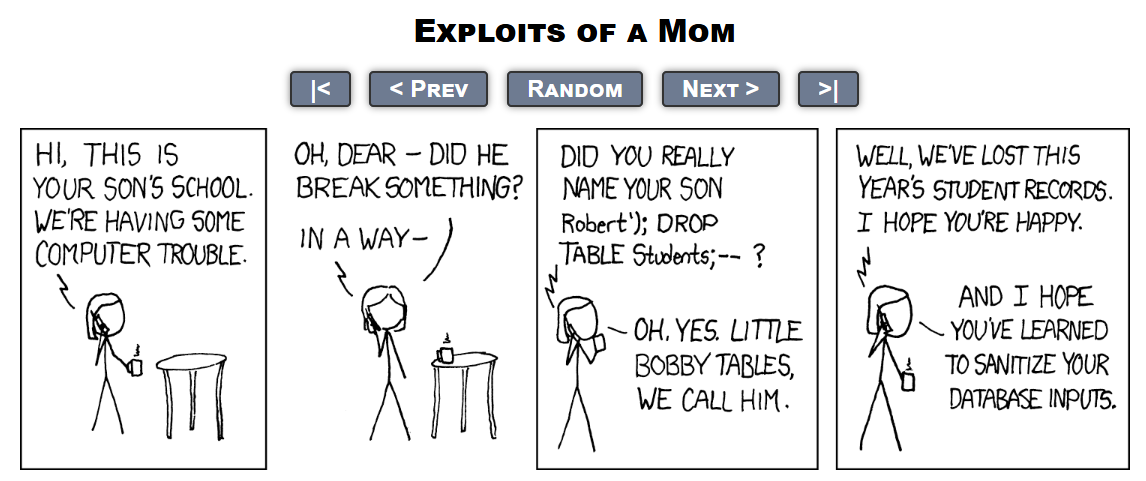 Exploits of a Mom
|<
< Prev
Random
Next >
>|
HI, THIS IS
YOUR SON'S SCHOOL.
WE'RE HAVING SOME
COMPUTER TROUBLE.
OH, DEAR – DID HE
BREAK SOMETHING?
IN A WAY–
DID YOU REALLY
NAME YOUR SON
Robert'); DROP
TABLE Students;-- ?
OH, YES. LITTLE
BOBBY TABLES,
WE CALL HIM.
WELL, WE'VE LOST THIS
YEAR'S STUDENT RECORDS.
I HOPE YOU'RE HAPPY.
AND I HOPE
YOU'VE LEARNED
TO SANITIZE YOUR
DATABASE INPUTS.